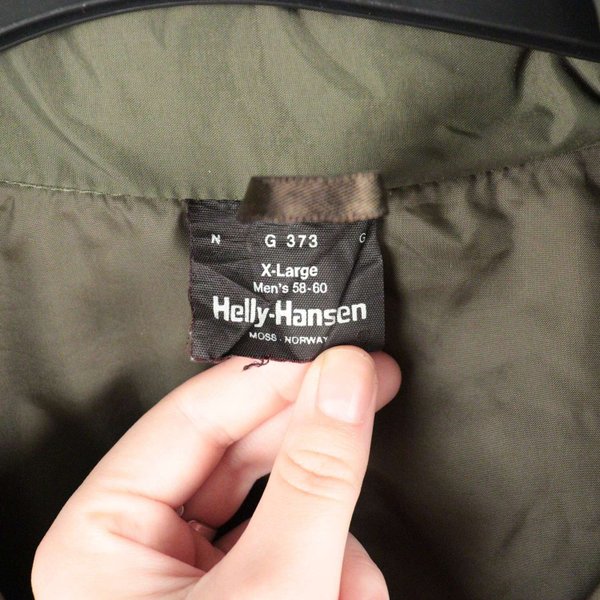 N G 373 G
X-Large
Men's 58-60
Helly-Hansen
MOSS - NORWAY